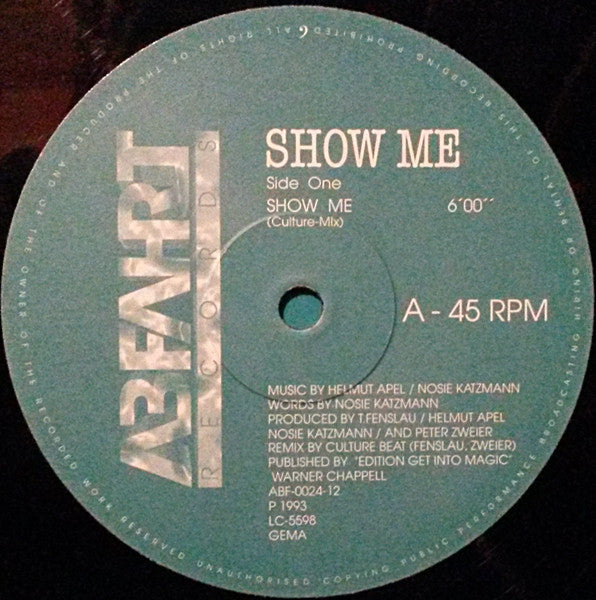 ABFAHRT
RECORDS
SHOW ME
Side One
SHOW ME 6´00´´
(Culture-Mix)
A - 45 RPM
MUSIC BY HELMUT APEL / NOSIE KATZMANN
WORDS BY NOSIE KATZMANN
PRODUCED BY T.FENSLAU / HELMUT APEL
NOSIE KATZMANN / AND PETER ZWEIER
REMIX BY CULTURE BEAT (FENSLAU, ZWEIER)
PUBLISHED BY "EDITION GET INTO MAGIC"
WARNER CHAPPELL
ABF-0024-12
P 1993
LC-5598
GEMA
ALL RIGHTS OF THE PRODUCER AND OF THE OWNER OF THE RECORDED WORK RESERVED UNAUTHORISED COPYING PUBLIC PERFORMANCE BROADCASTING HIRING OR RENTAL OF THIS RECORDING PROHIBITED